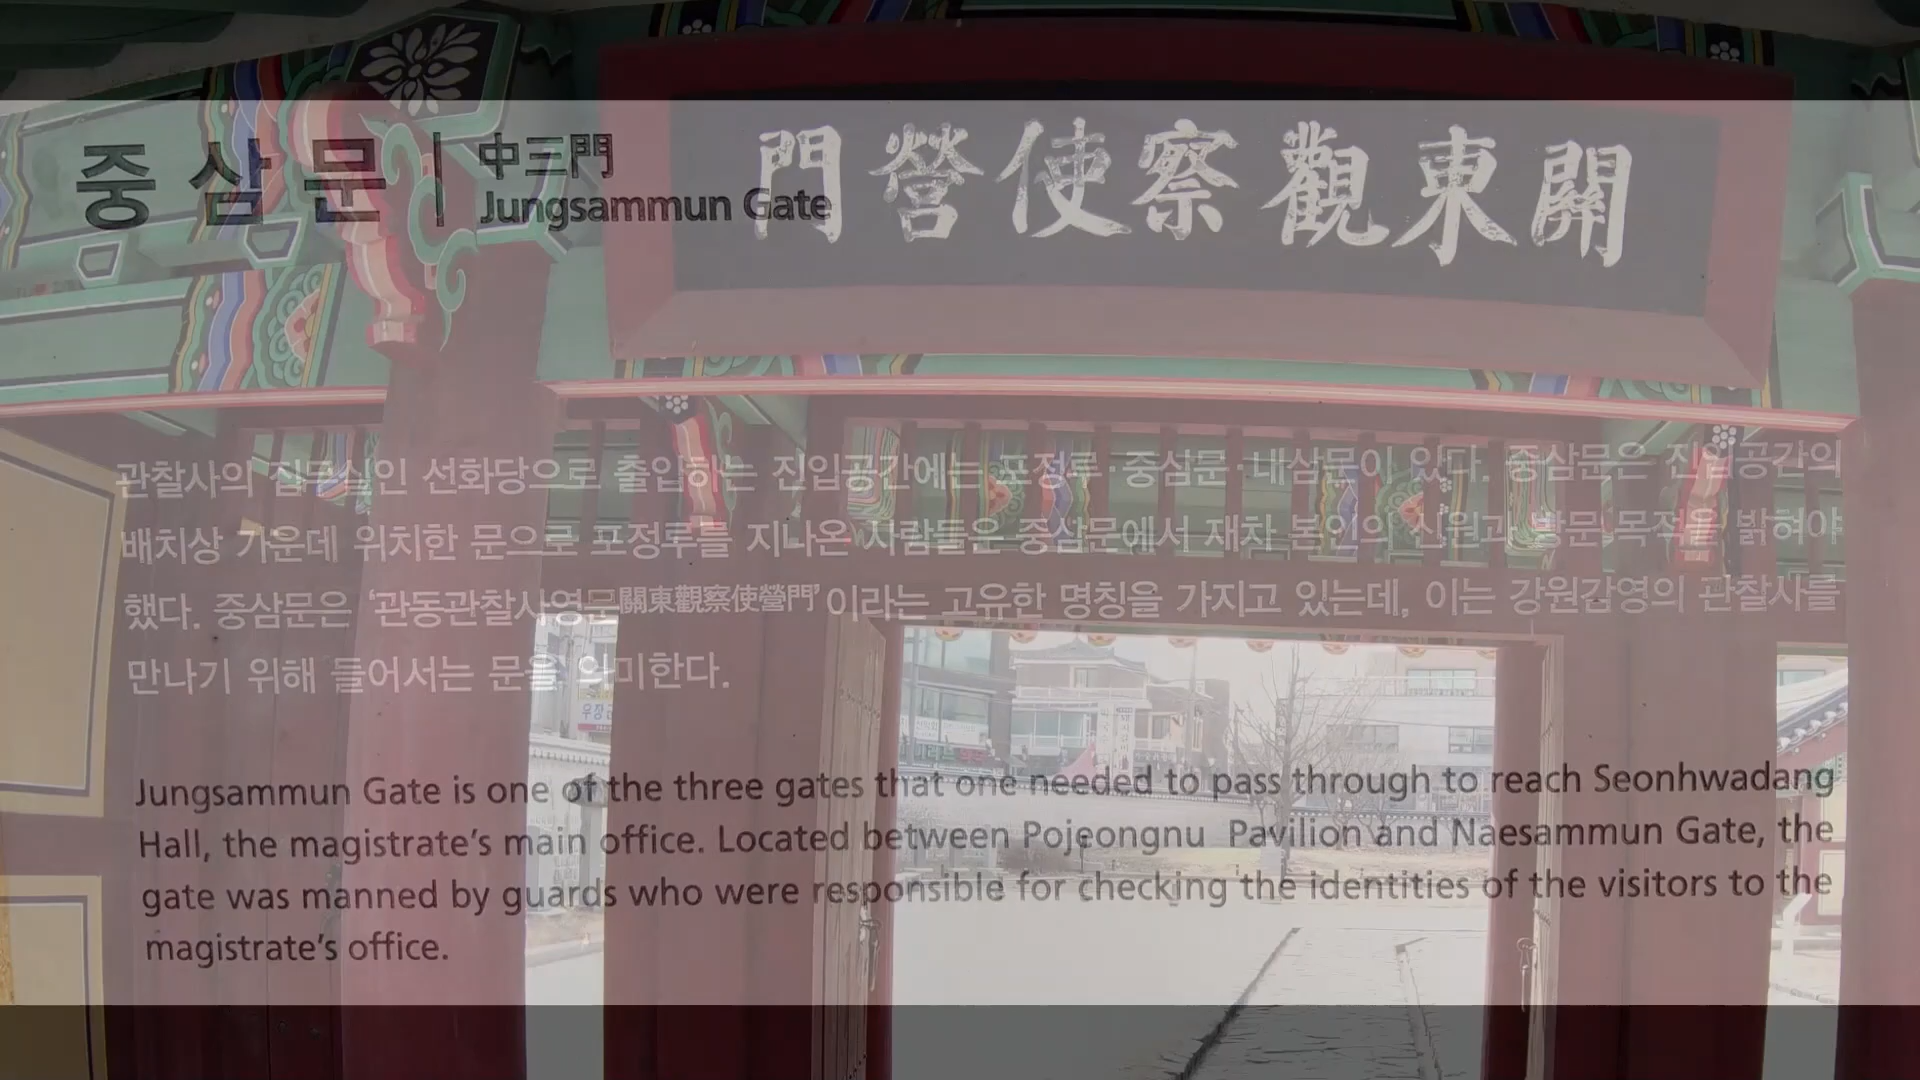 門營使察觀東關
중삼문
中三門
Jungsammun Gate
관찰사의 집무실인 선화당으로 출입하는 진입공간에는 포정루·중삼문·내삼문이 있다. 중삼문은 진입공간의
배치상 가운데 위치한 문으로 포정루를 지나온 사람들은 중삼문에서 재차 본인의 신원과 방문 목적을 밝혀야
했다. 중삼문은 ‘관동관찰사영문關東觀察使營門’이라는 고유한 명칭을 가지고 있는데, 이는 강원감영의 관찰사를
만나기 위해 들어서는 문을 의미한다.
Jungsammun Gate is one of the three gates that one needed to pass through to reach Seonhwadang
Hall, the magistrate's main office. Located between Pojeongnu Pavilion and Naesammun Gate, the
gate was manned by guards who were responsible for checking the identities of the visitors to the
magistrate's office.